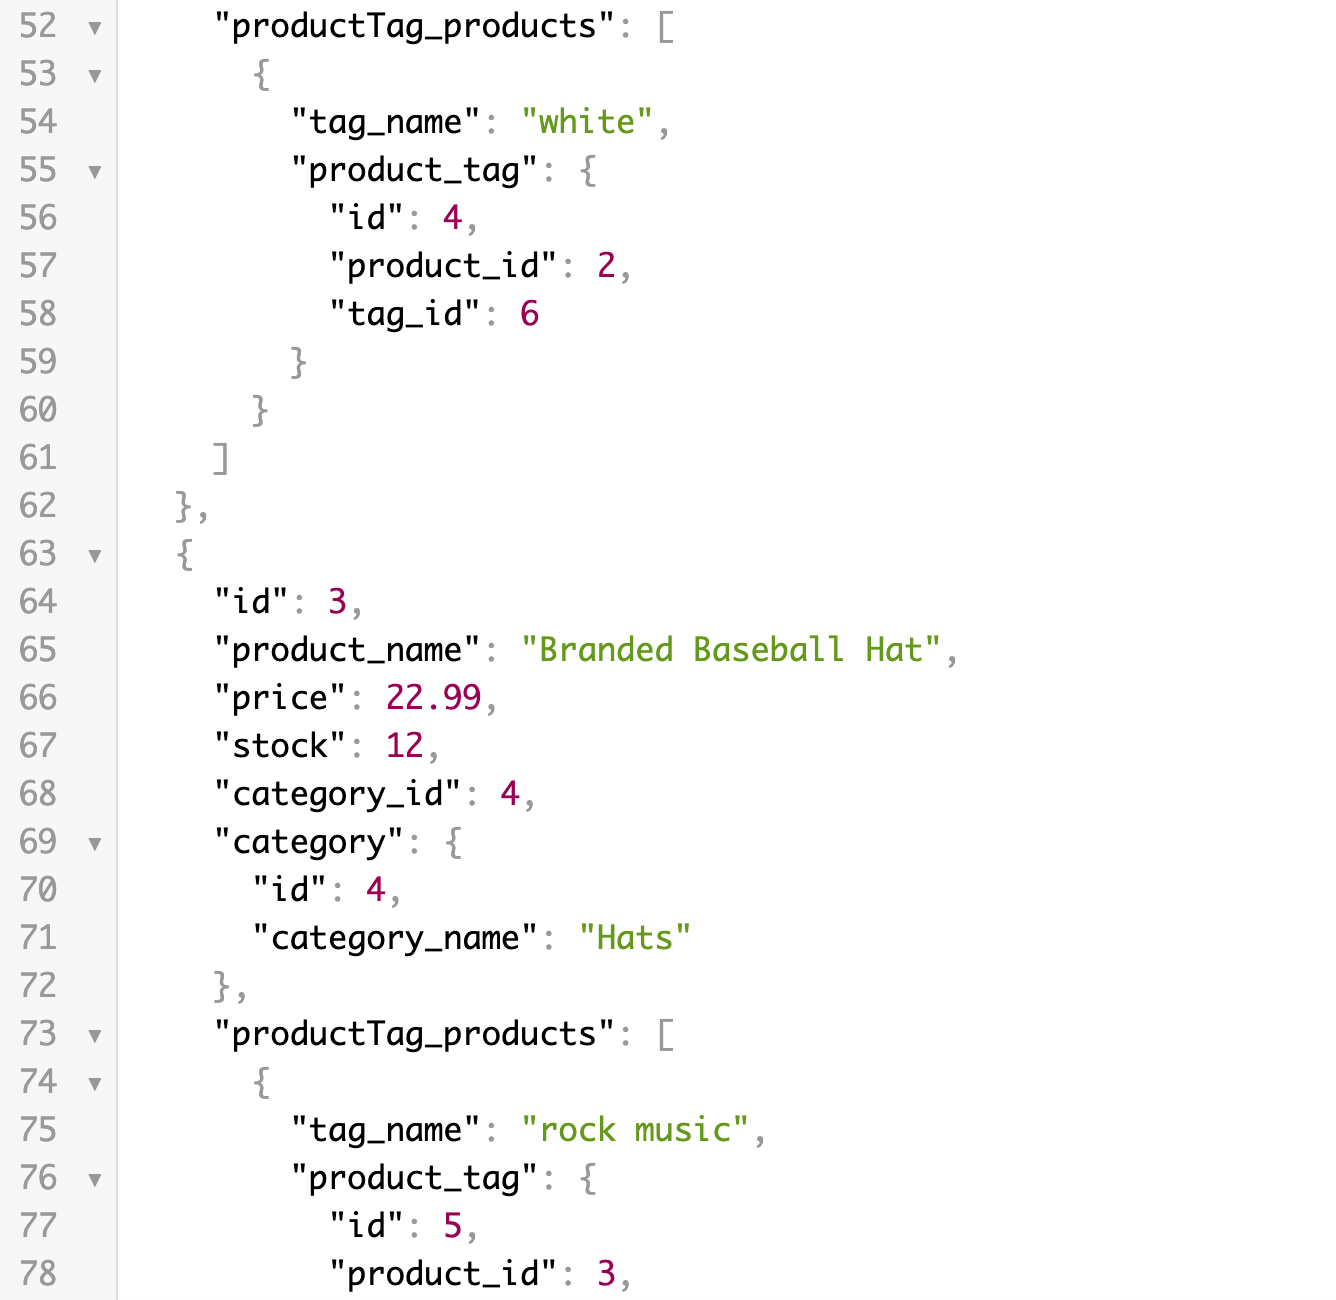 52 ▼ "productTag_products": [
53 ▼ {
54 "tag_name": "white",
55 ▼ "product_tag": {
56 "id": 4,
57 "product_id": 2,
58 "tag_id": 6
59 }
60 }
61 ]
62 },
63 ▼ {
64 "id": 3,
65 "product_name": "Branded Baseball Hat",
66 "price": 22.99,
67 "stock": 12,
68 "category_id": 4,
69 ▼ "category": {
70 "id": 4,
71 "category_name": "Hats"
72 },
73 ▼ "productTag_products": [
74 ▼ {
75 "tag_name": "rock music",
76 ▼ "product_tag": {
77 "id": 5,
78 "product_id": 3,